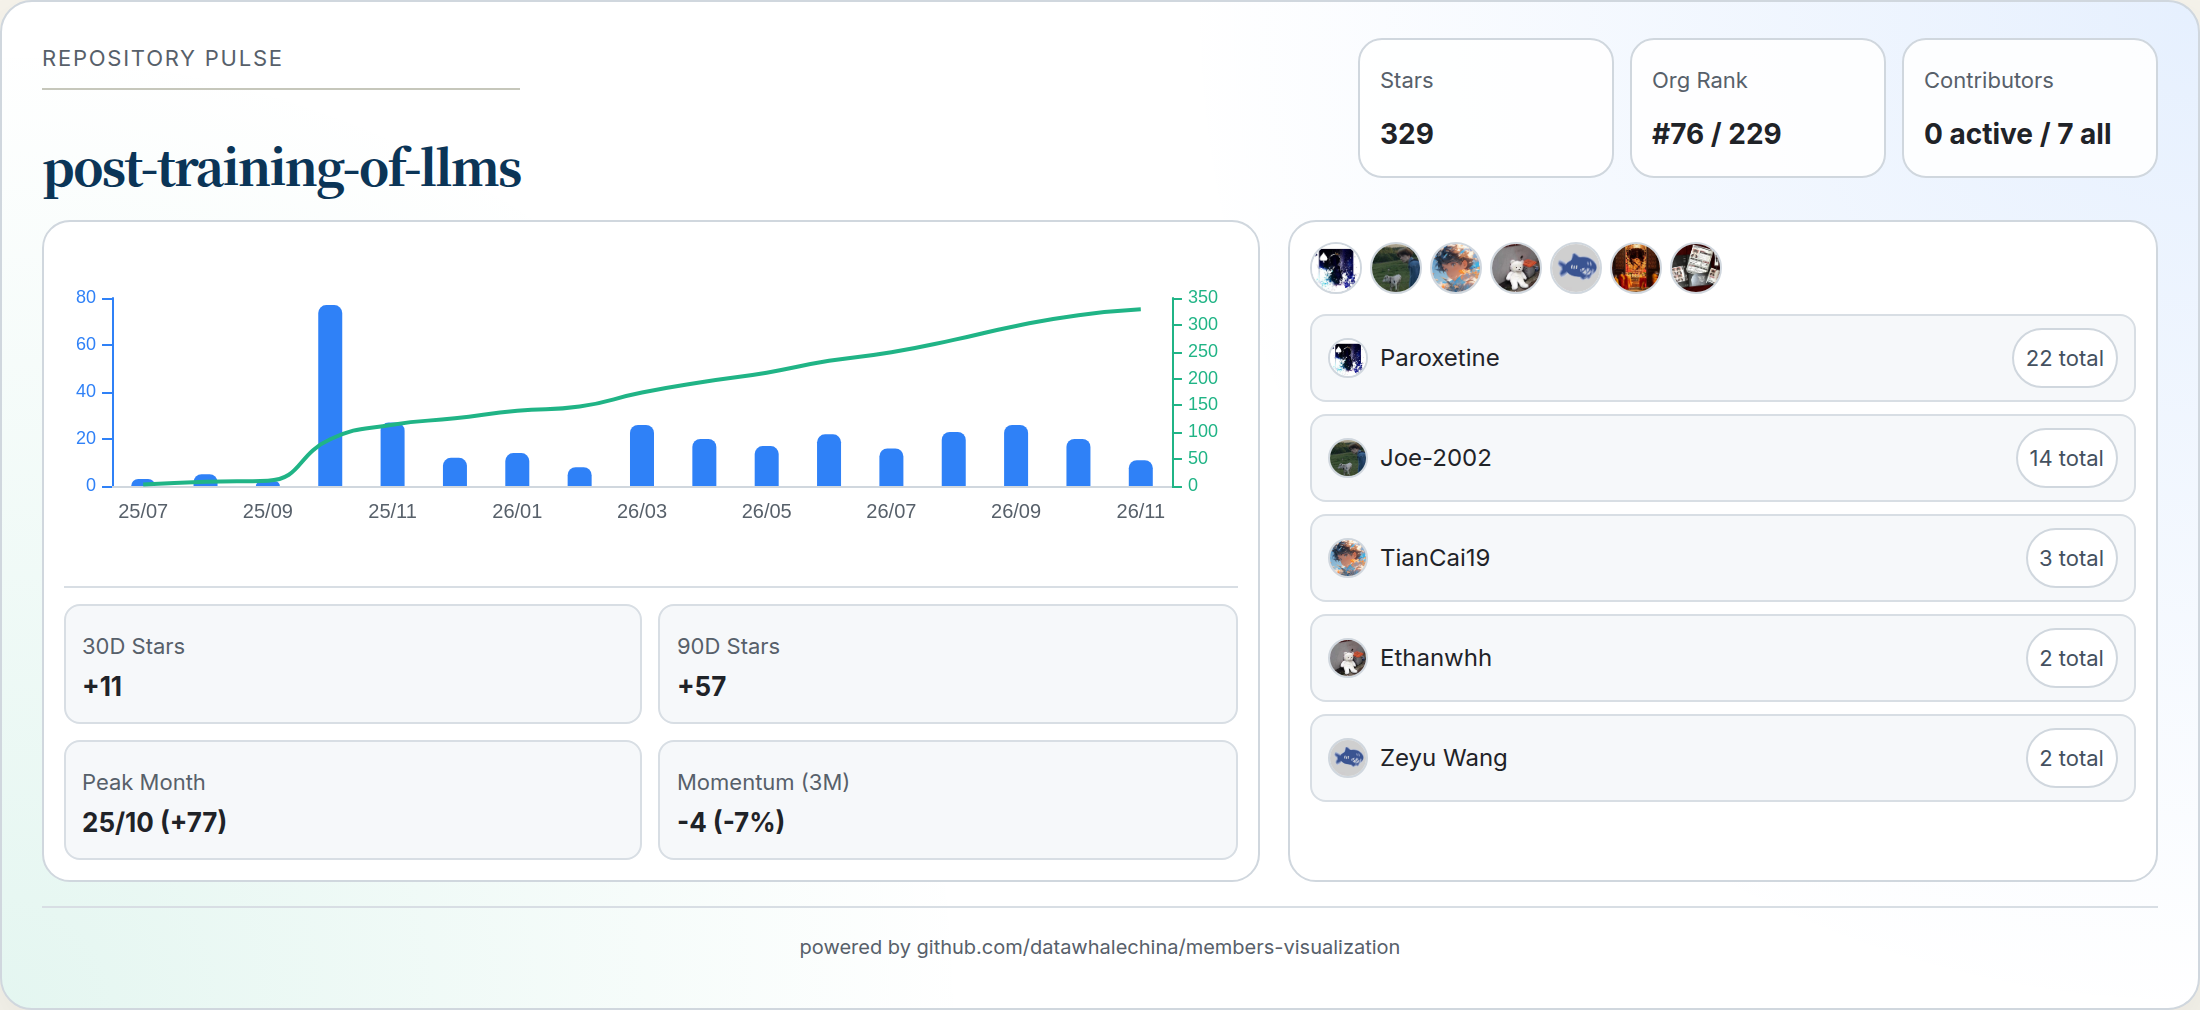 REPOSITORY PULSE
post-training-of-llms
Stars
329
Org Rank
#76 / 229
Contributors
0 active / 7 all
80
60
40
20
0
350
300
250
200
150
100
50
0
25/07
25/09
25/11
26/01
26/03
26/05
26/07
26/09
26/11
30D Stars
+11
90D Stars
+57
Peak Month
25/10 (+77)
Momentum (3M)
-4 (-7%)
Paroxetine
22 total
Joe-2002
14 total
TianCai19
3 total
Ethanwhh
2 total
Zeyu Wang
2 total
powered by github.com/datawhalechina/members-visualization